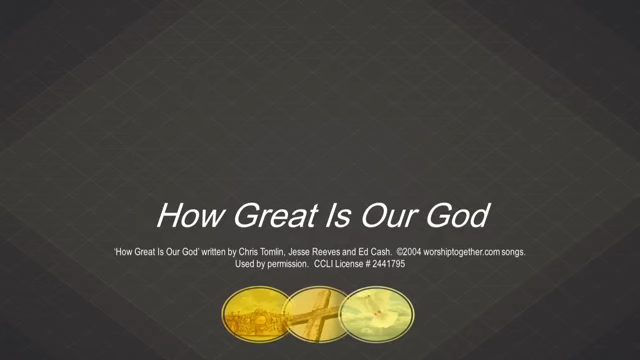 How Great Is Our God
'How Great Is Our God' written by Chris Tomlin, Jesse Reeves and Ed Cash. ©2004 worshiptogether.com songs.
Used by permission. CCLI License # 2441795